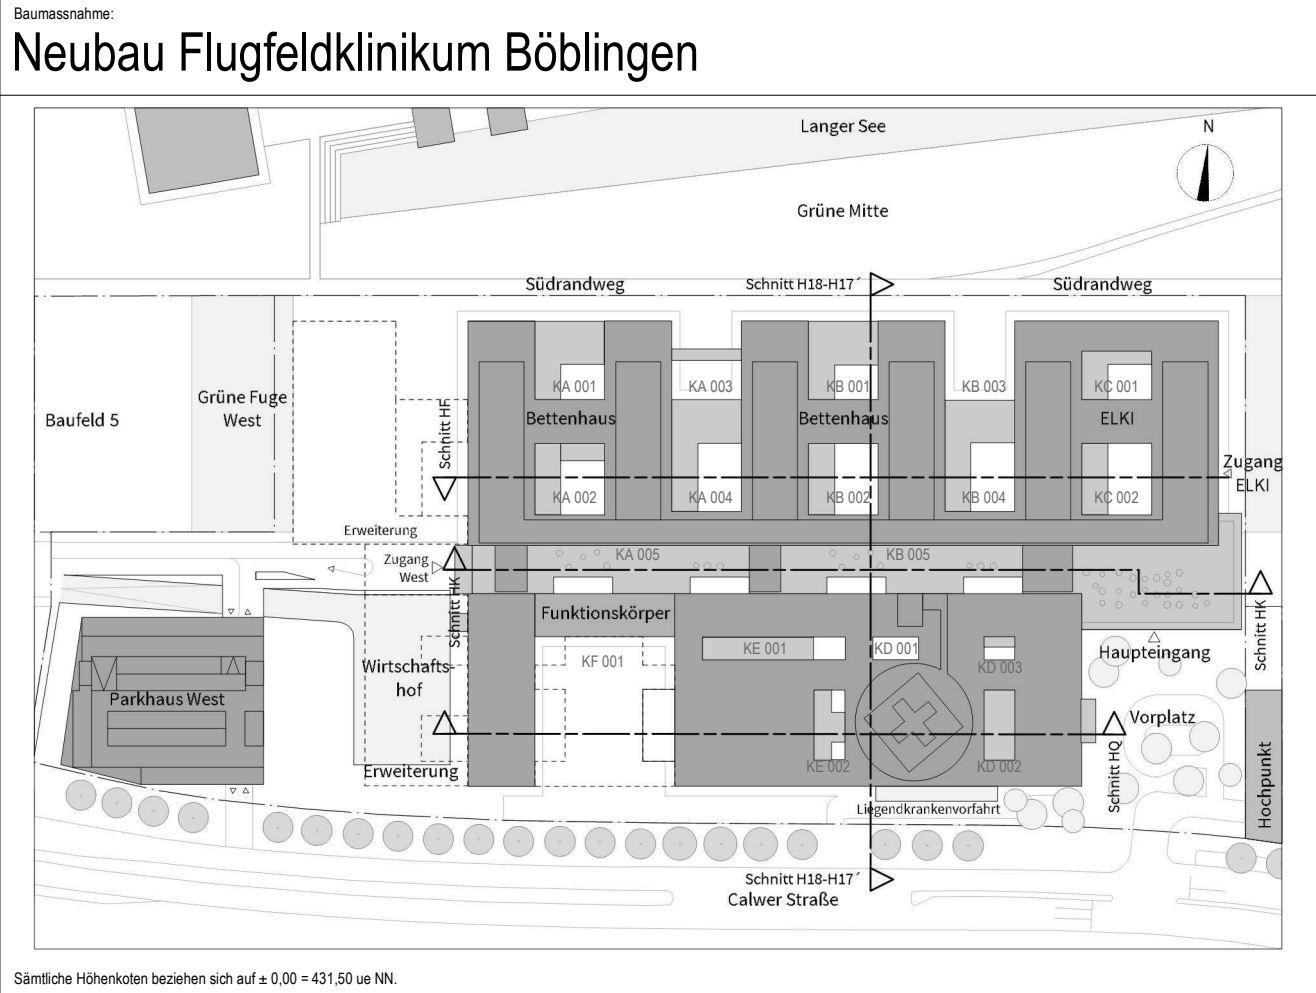 Baumassnahme:
Neubau Flugfeldklinikum Böblingen
Langer See
N
Grüne Mitte
Südrandweg
Schnitt H18-H17´
Südrandweg
KA 001
KA 003
KB 001
KB 003
KC 001
Grüne Fuge
West
Baufeld 5
Bettenhaus
Bettenhaus
ELKI
Schnitt HF
Zugang
ELKI
KA 002
KA 004
KB 002
KB 004
KC 002
Erweiterung
Zugang
West
KA 005
KB 005
Schnitt HK
Funktionskörper
Schnitt HK
KE 001
KD 001
KF 001
KD 003
Haupteingang
Wirtschafts-
hof
Parkhaus West
Vorplatz
Erweiterung
KE 002
KD 002
Schnitt HQ
Hochpunkt
Liegendkrankenvorfahrt
Schnitt H18-H17´
Calwer Straße
Sämtliche Höhenkoten beziehen sich auf ± 0,00 = 431,50 ue NN.